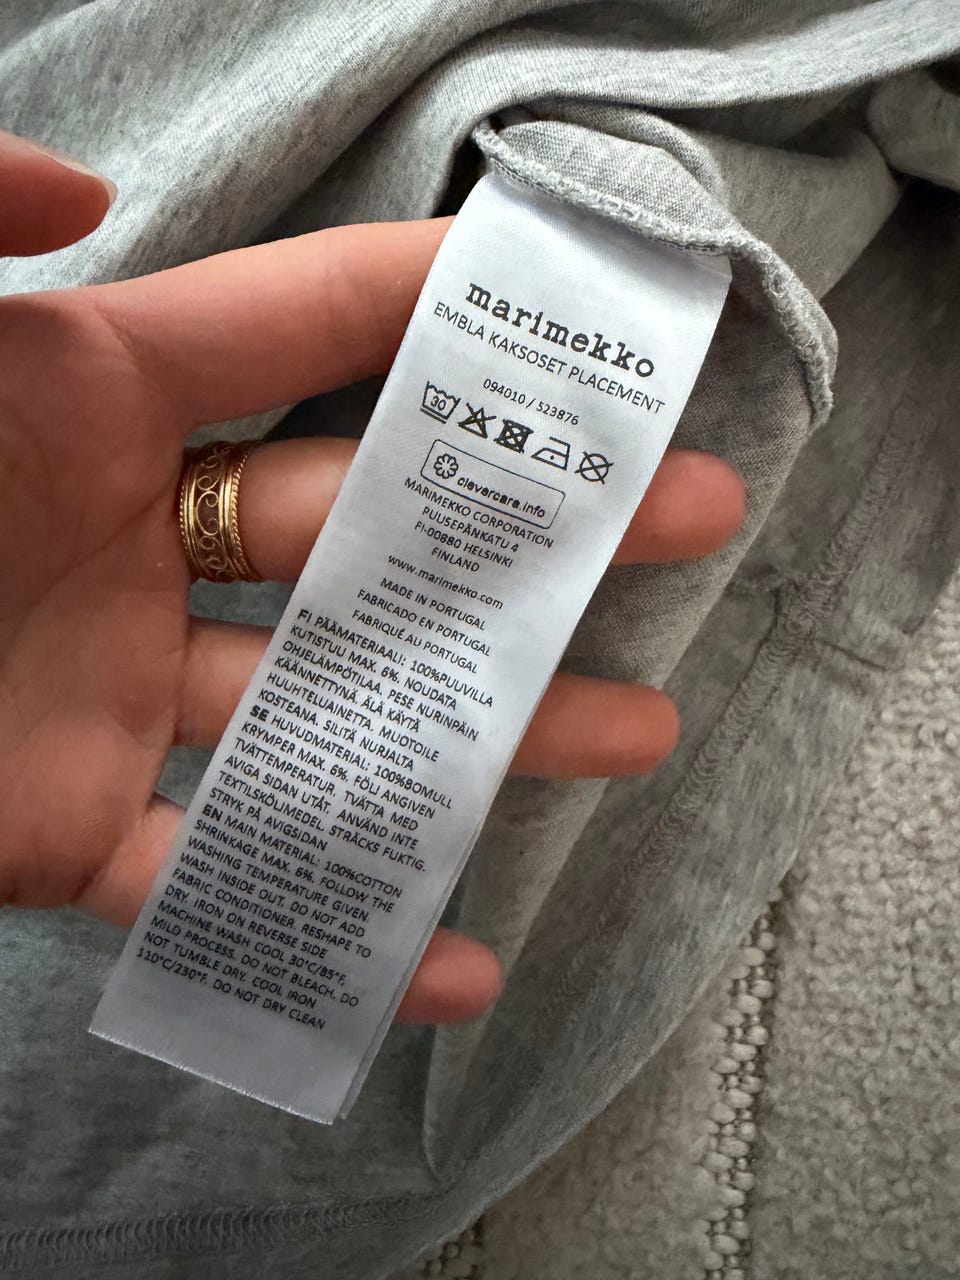 marimekko
EMBLA KAKSOSET PLACEMENT
094010 / 523876
30
clevercare.info
MARIMEKKO CORPORATION
PUUSEPÄNKATU 4
FI-00880 HELSINKI
FINLAND
www.marimekko.com
MADE IN PORTUGAL
FABRICADO EN PORTUGAL
FABRIQUÉ AU PORTUGAL
FI PÄÄMATERIAALI: 100%PUUVILLA
KUTISTUU MAX. 6%. NOUDATA
OHJELÄMPÖTILAA, PESE NURINPÄIN
KÄÄNNETTYNÄ. ÄLÄ KÄYTÄ
HUUHTELUAINETTA. MUOTOILE
KOSTEANA. SILITÄ NURJALTA
SE HUVUDMATERIAL: 100%BOMULL
KRYMPER MAX. 6%. FÖLJ ANGIVEN
TVÄTTEMPERATUR. TVÄTTA MED
AVIGA SIDAN UTÅT. ANVÄND INTE
TEXTILSKÖLJMEDEL. STRÄCKS FUKTIG.
STRYK PÅ AVIGSIDAN
EN MAIN MATERIAL: 100%COTTON
SHRINKAGE MAX. 6%. FOLLOW THE
WASHING TEMPERATURE GIVEN.
WASH INSIDE OUT. DO NOT ADD
FABRIC CONDITIONER. RESHAPE TO
DRY. IRON ON REVERSE SIDE
MACHINE WASH COOL 30°C/85°F,
MILD PROCESS. DO NOT BLEACH. DO
NOT TUMBLE DRY. COOL IRON
110°C/230°F. DO NOT DRY CLEAN